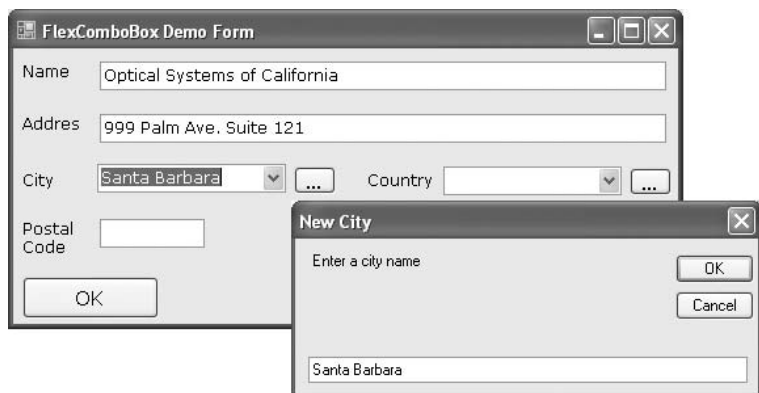 FlexComboBox Demo Form
Name Optical Systems of California
Addres 999 Palm Ave. Suite 121
City Santa Barbara ... Country ...
Postal
Code
OK
New City
Enter a city name
OK
Cancel
Santa Barbara